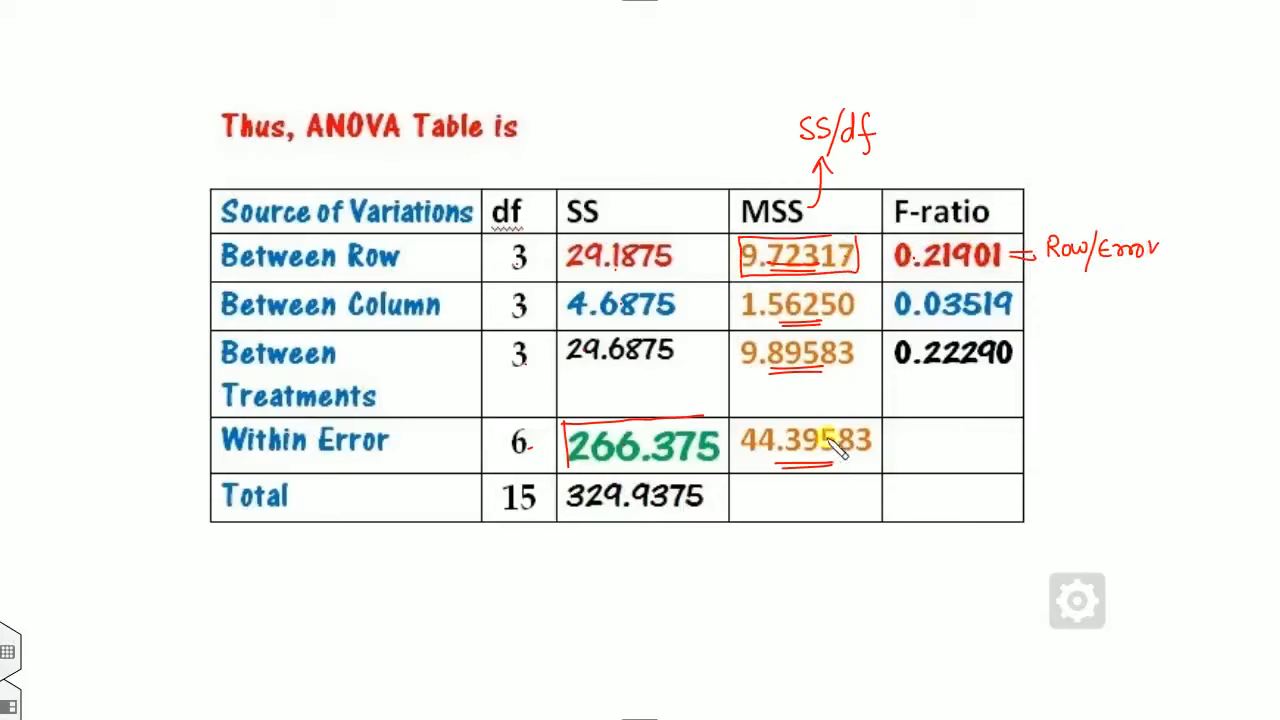 Thus, ANOVA Table is
SS/df
Source of Variations df SS MSS F-ratio
Between Row 3 29.1875 9.72317 0.21901 = Row/Error
Between Column 3 4.6875 1.56250 0.03519
Between 3 29.6875 9.89583 0.22290
Treatments
Within Error 6 266.375 44.39583
Total 15 329.9375